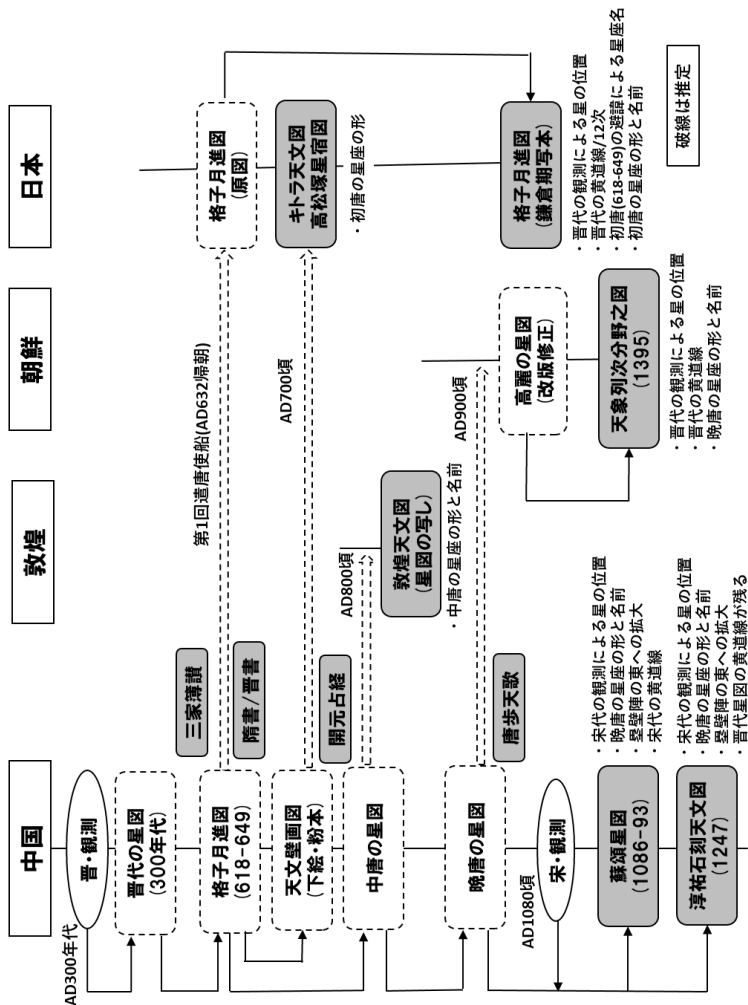 中国
敦煌
朝鮮
日本
AD300年代
晋・観測
晋代の星図
(300年代)
三家簿讃
格子月進図
(618-649)
隋書/晋書
第1回遣唐使船(AD632帰朝)
格子月進図
(原図)
天文壁画図
(下絵・粉本)
AD700頃
キトラ天文図
高松塚星宿図
・初唐の星座の形
開元占経
中唐の星図
AD800頃
敦煌天文図
(星図の写し)
・中唐の星座の形と名前
晩唐の星図
唐歩天歌
AD900頃
高麗の星図
(改版修正)
格子月進図
(鎌倉期写本)
・晋代の観測による星の位置
・晋代の黄道線/12次
・初唐(618-649)の避諱による星座名
・初唐の星座の形と名前
AD1080頃
宋・観測
蘇頌星図
(1086-93)
・宋代の観測による星の位置
・晩唐の星座の形と名前
・塁壁陣の東への拡大
・宋代の黄道線
天象列次分野之図
(1395)
・晋代の観測による星の位置
・晋代の黄道線
・晩唐の星座の形と名前
淳祐石刻天文図
(1247)
・宋代の観測による星の位置
・晩唐の星座の形と名前
・塁壁陣の東への拡大
・晋代星図の黄道線が残る
破線は推定